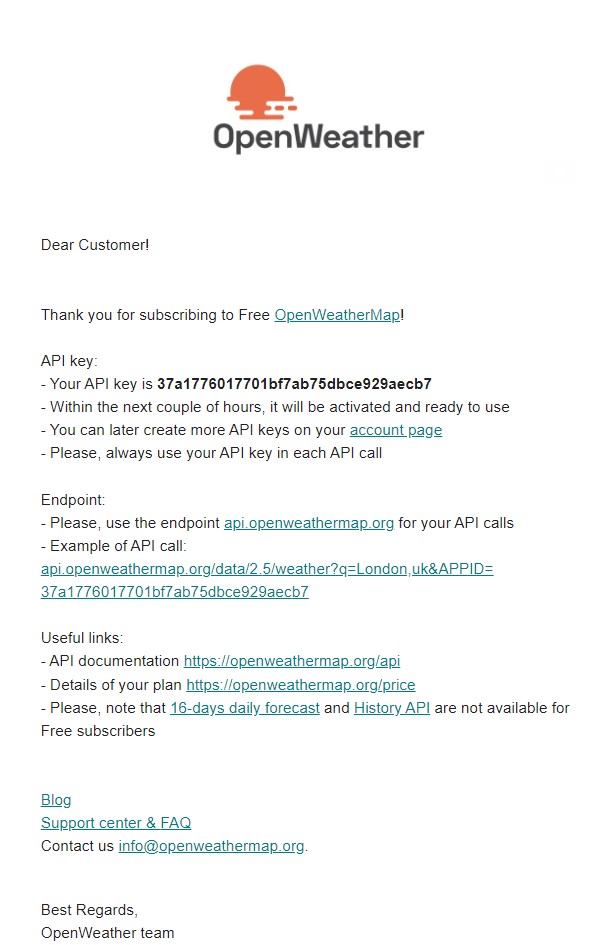 OpenWeather
Dear Customer!
Thank you for subscribing to Free OpenWeatherMap!
API key:
- Your API key is 37a1776017701bf7ab75dbce929aecb7
- Within the next couple of hours, it will be activated and ready to use
- You can later create more API keys on your account page
- Please, always use your API key in each API call
Endpoint:
- Please, use the endpoint api.openweathermap.org for your API calls
- Example of API call:
api.openweathermap.org/data/2.5/weather?q=London,uk&APPID=
37a1776017701bf7ab75dbce929aecb7
Useful links:
- API documentation https://openweathermap.org/api
- Details of your plan https://openweathermap.org/price
- Please, note that 16-days daily forecast and History API are not available for
Free subscribers
Blog
Support center & FAQ
Contact us info@openweathermap.org.
Best Regards,
OpenWeather team